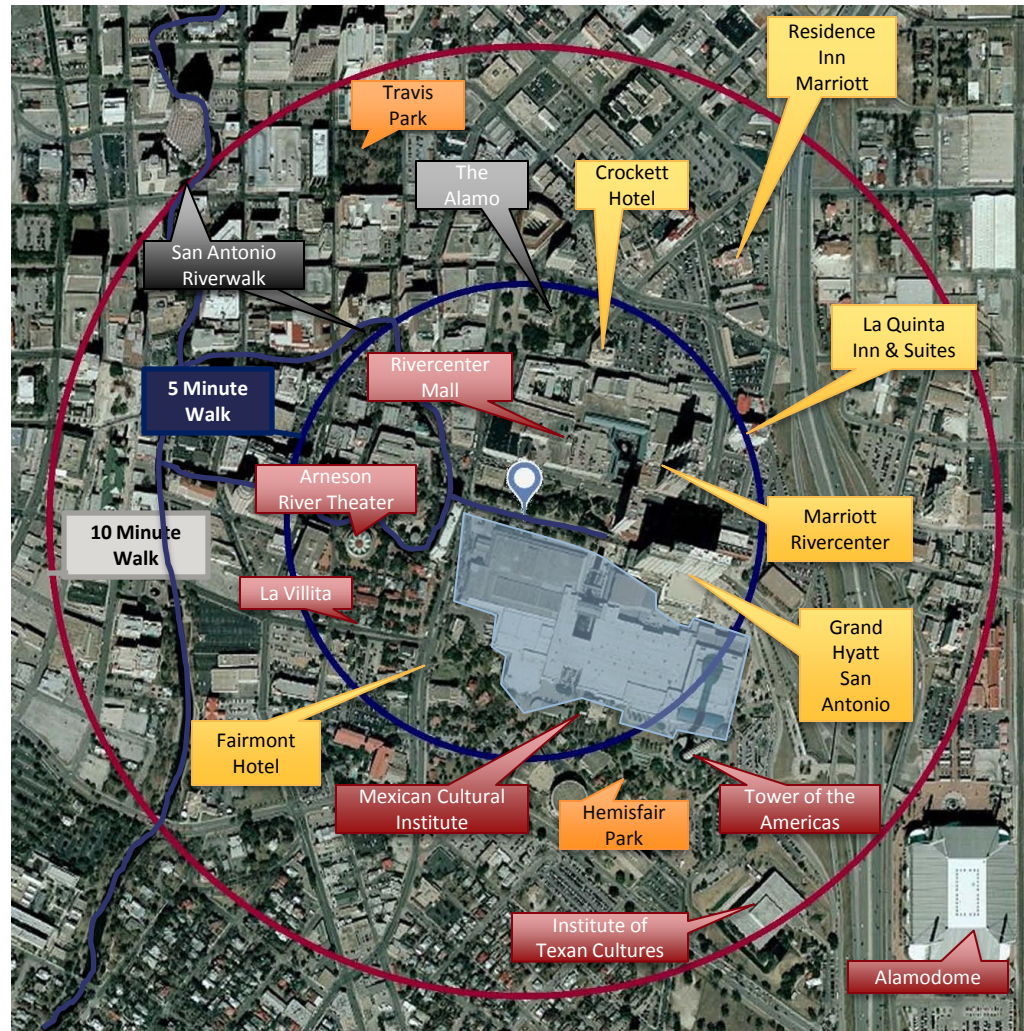 Residence
Inn
Marriott
Travis
Park
The
Alamo
Crockett
Hotel
San Antonio
Riverwalk
La Quinta
Inn & Suites
Rivercenter
Mall
5 Minute
Walk
Arneson
River Theater
Marriott
Rivercenter
10 Minute
Walk
La Villita
Grand
Hyatt
San
Antonio
Fairmont
Hotel
Mexican Cultural
Institute
Hemisfair
Park
Tower of the
Americas
Institute of
Texan Cultures
Alamodome